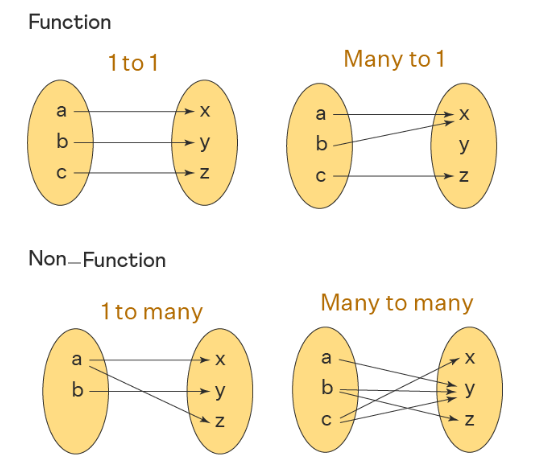 Function
1 to 1
Many to 1
a x
b y
c z
a x
b y
c z
Non-Function
1 to many
Many to many
a x
b y
z
a x
b y
c z